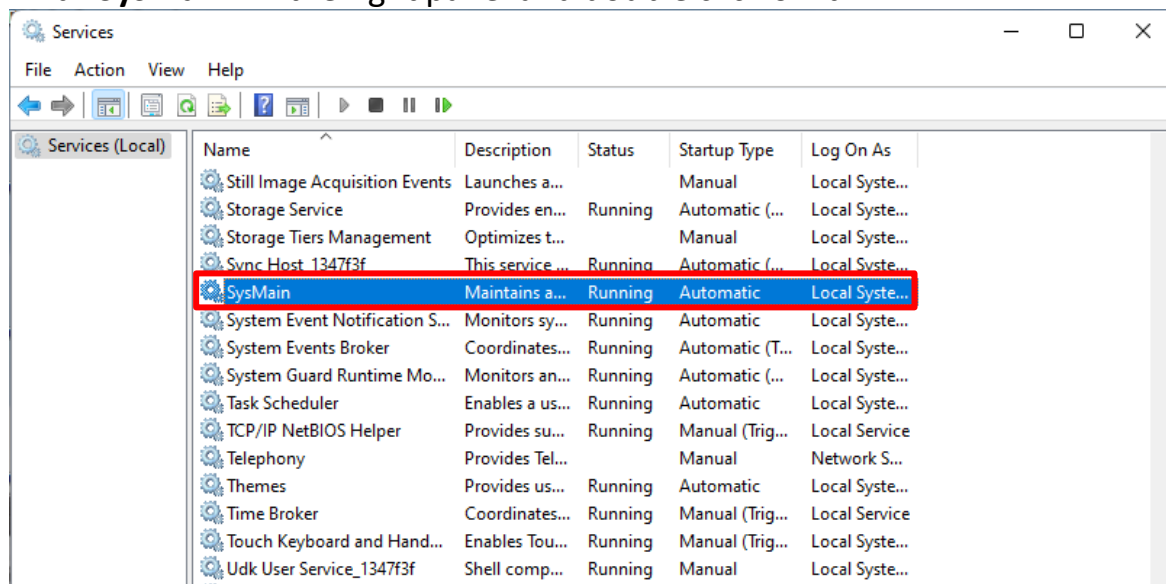 Services
File Action View Help
Services (Local)
Name Description Status Startup Type Log On As
Still Image Acquisition Events Launches a... Manual Local Syste...
Storage Service Provides en... Running Automatic (... Local Syste...
Storage Tiers Management Optimizes t... Manual Local Syste...
Sync Host_1347f3f This service ... Running Automatic (... Local Syste...
SysMain Maintains a... Running Automatic Local Syste...
System Event Notification S... Monitors sy... Running Automatic Local Syste...
System Events Broker Coordinates... Running Automatic (T... Local Syste...
System Guard Runtime Mo... Monitors an... Running Automatic (... Local Syste...
Task Scheduler Enables a us... Running Automatic Local Syste...
TCP/IP NetBIOS Helper Provides su... Running Manual (Trig... Local Service
Telephony Provides Tel... Manual Network S...
Themes Provides us... Running Automatic Local Syste...
Time Broker Coordinates... Running Manual (Trig... Local Service
Touch Keyboard and Hand... Enables Tou... Running Manual (Trig... Local Syste...
Udk User Service_1347f3f Shell comp... Running Manual Local Syste...